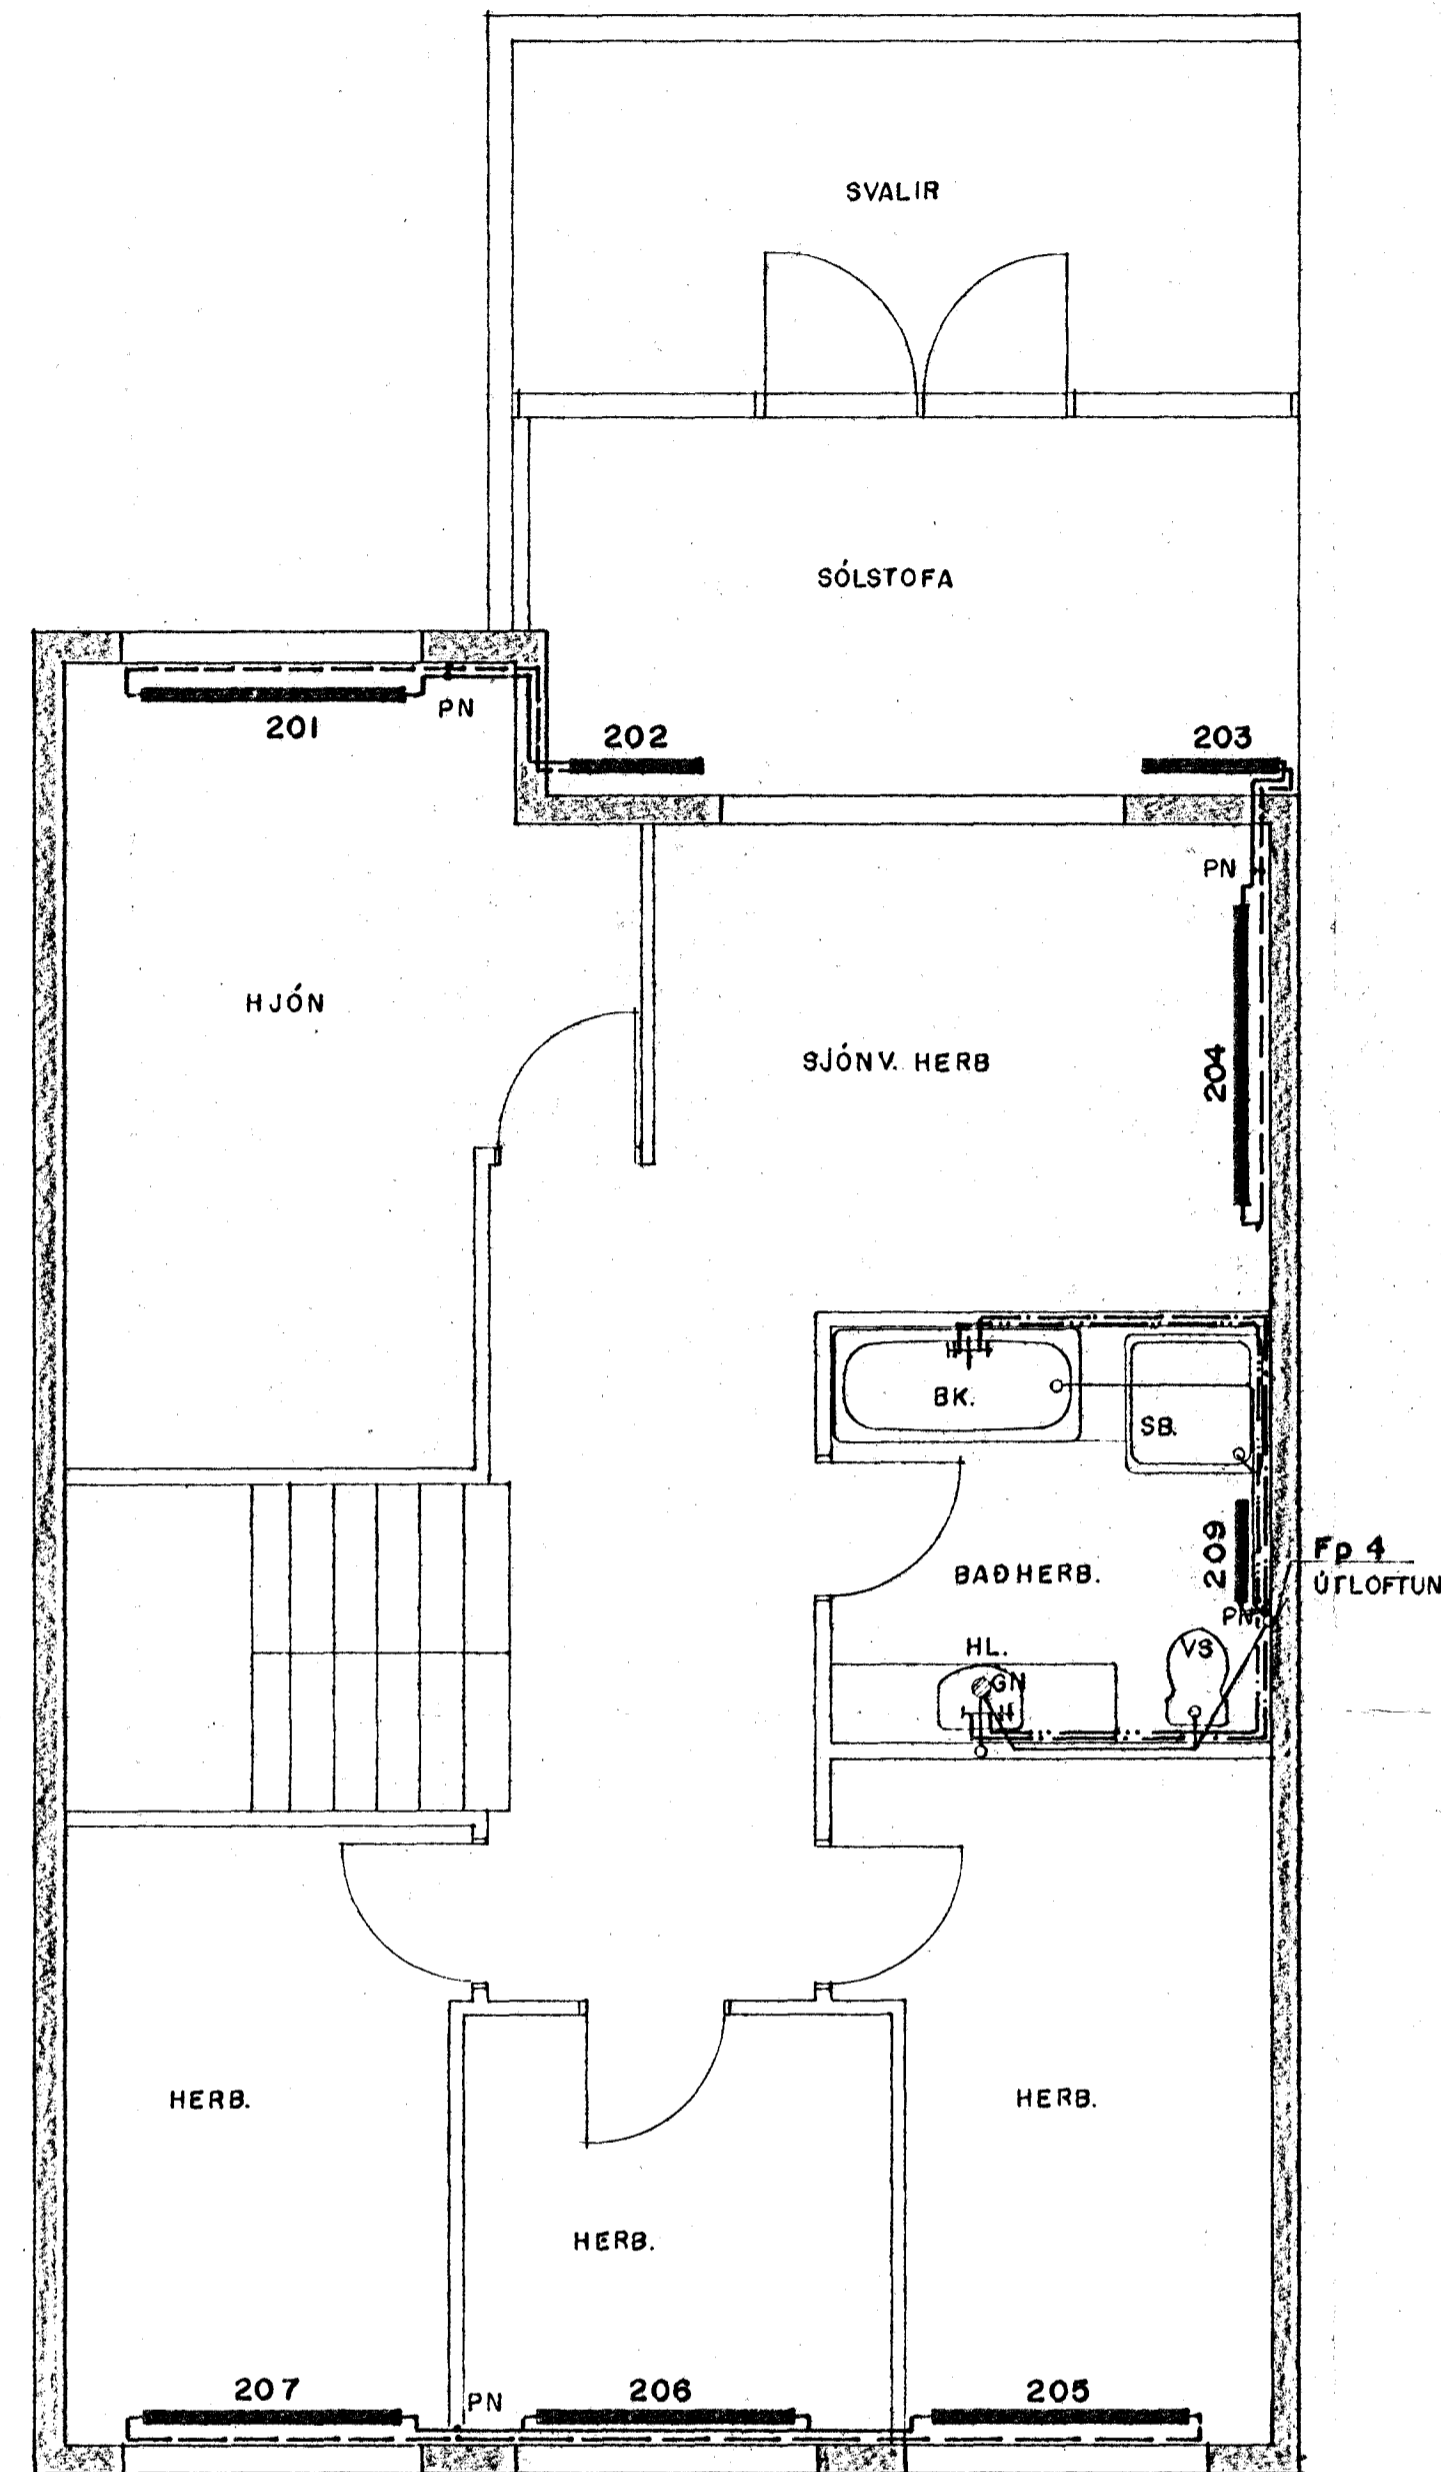 SVALIR
SÓLSTOFA
201
PN
202
203
PN
HJÓN
SJÓNV. HERB
204
BK.
SB.
209
Fp 4
ÚTLOFTUN
BAÐHERB.
PN
HL.
VS
GN
HERB.
HERB.
HERB.
207
PN
206
205